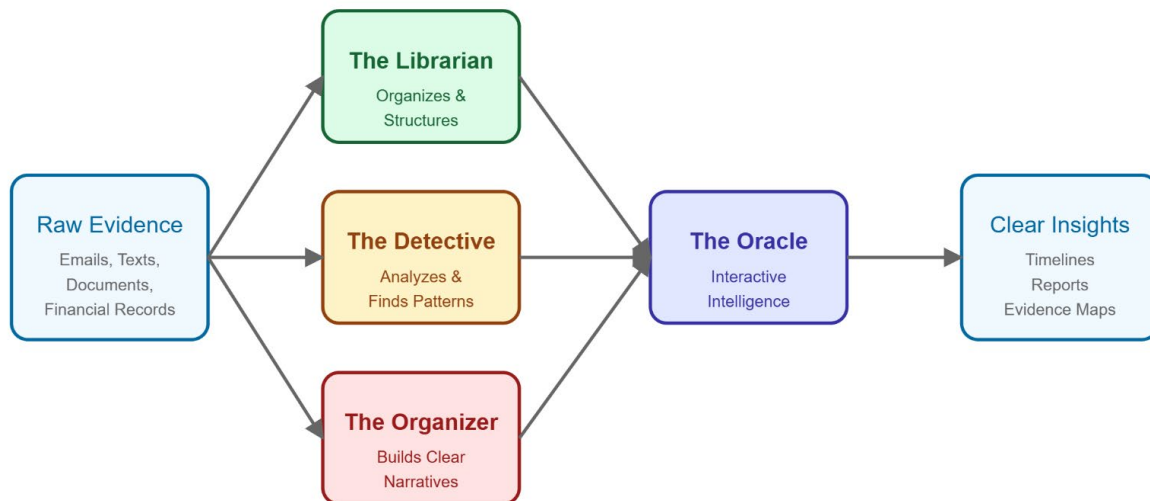 Raw Evidence
Emails, Texts,
Documents,
Financial Records
The Librarian
Organizes &
Structures
The Detective
Analyzes &
Finds Patterns
The Organizer
Builds Clear
Narratives
The Oracle
Interactive
Intelligence
Clear Insights
Timelines
Reports
Evidence Maps